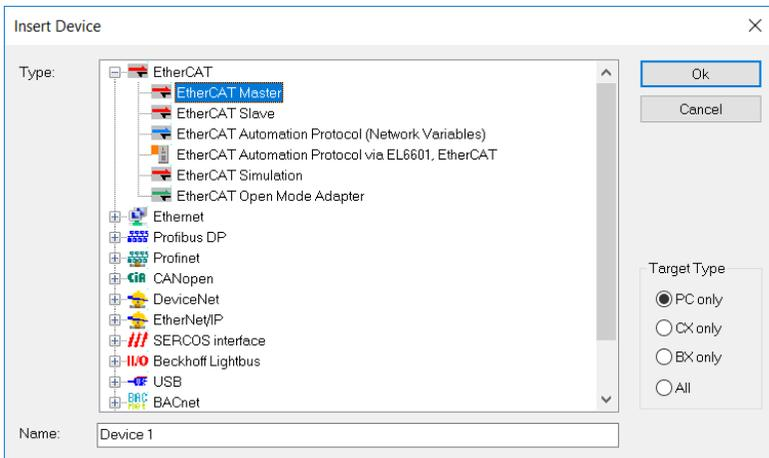 Insert Device
Type:
EtherCAT
EtherCAT Master
EtherCAT Slave
EtherCAT Automation Protocol (Network Variables)
EtherCAT Automation Protocol via EL6601, EtherCAT
EtherCAT Simulation
EtherCAT Open Mode Adapter
Ethernet
Profibus DP
Profinet
CANopen
DeviceNet
EtherNet/IP
SERCOS interface
Beckhoff Lightbus
USB
BACnet
Ok
Cancel
Target Type
PC only
CX only
BX only
All
Name:
Device 1